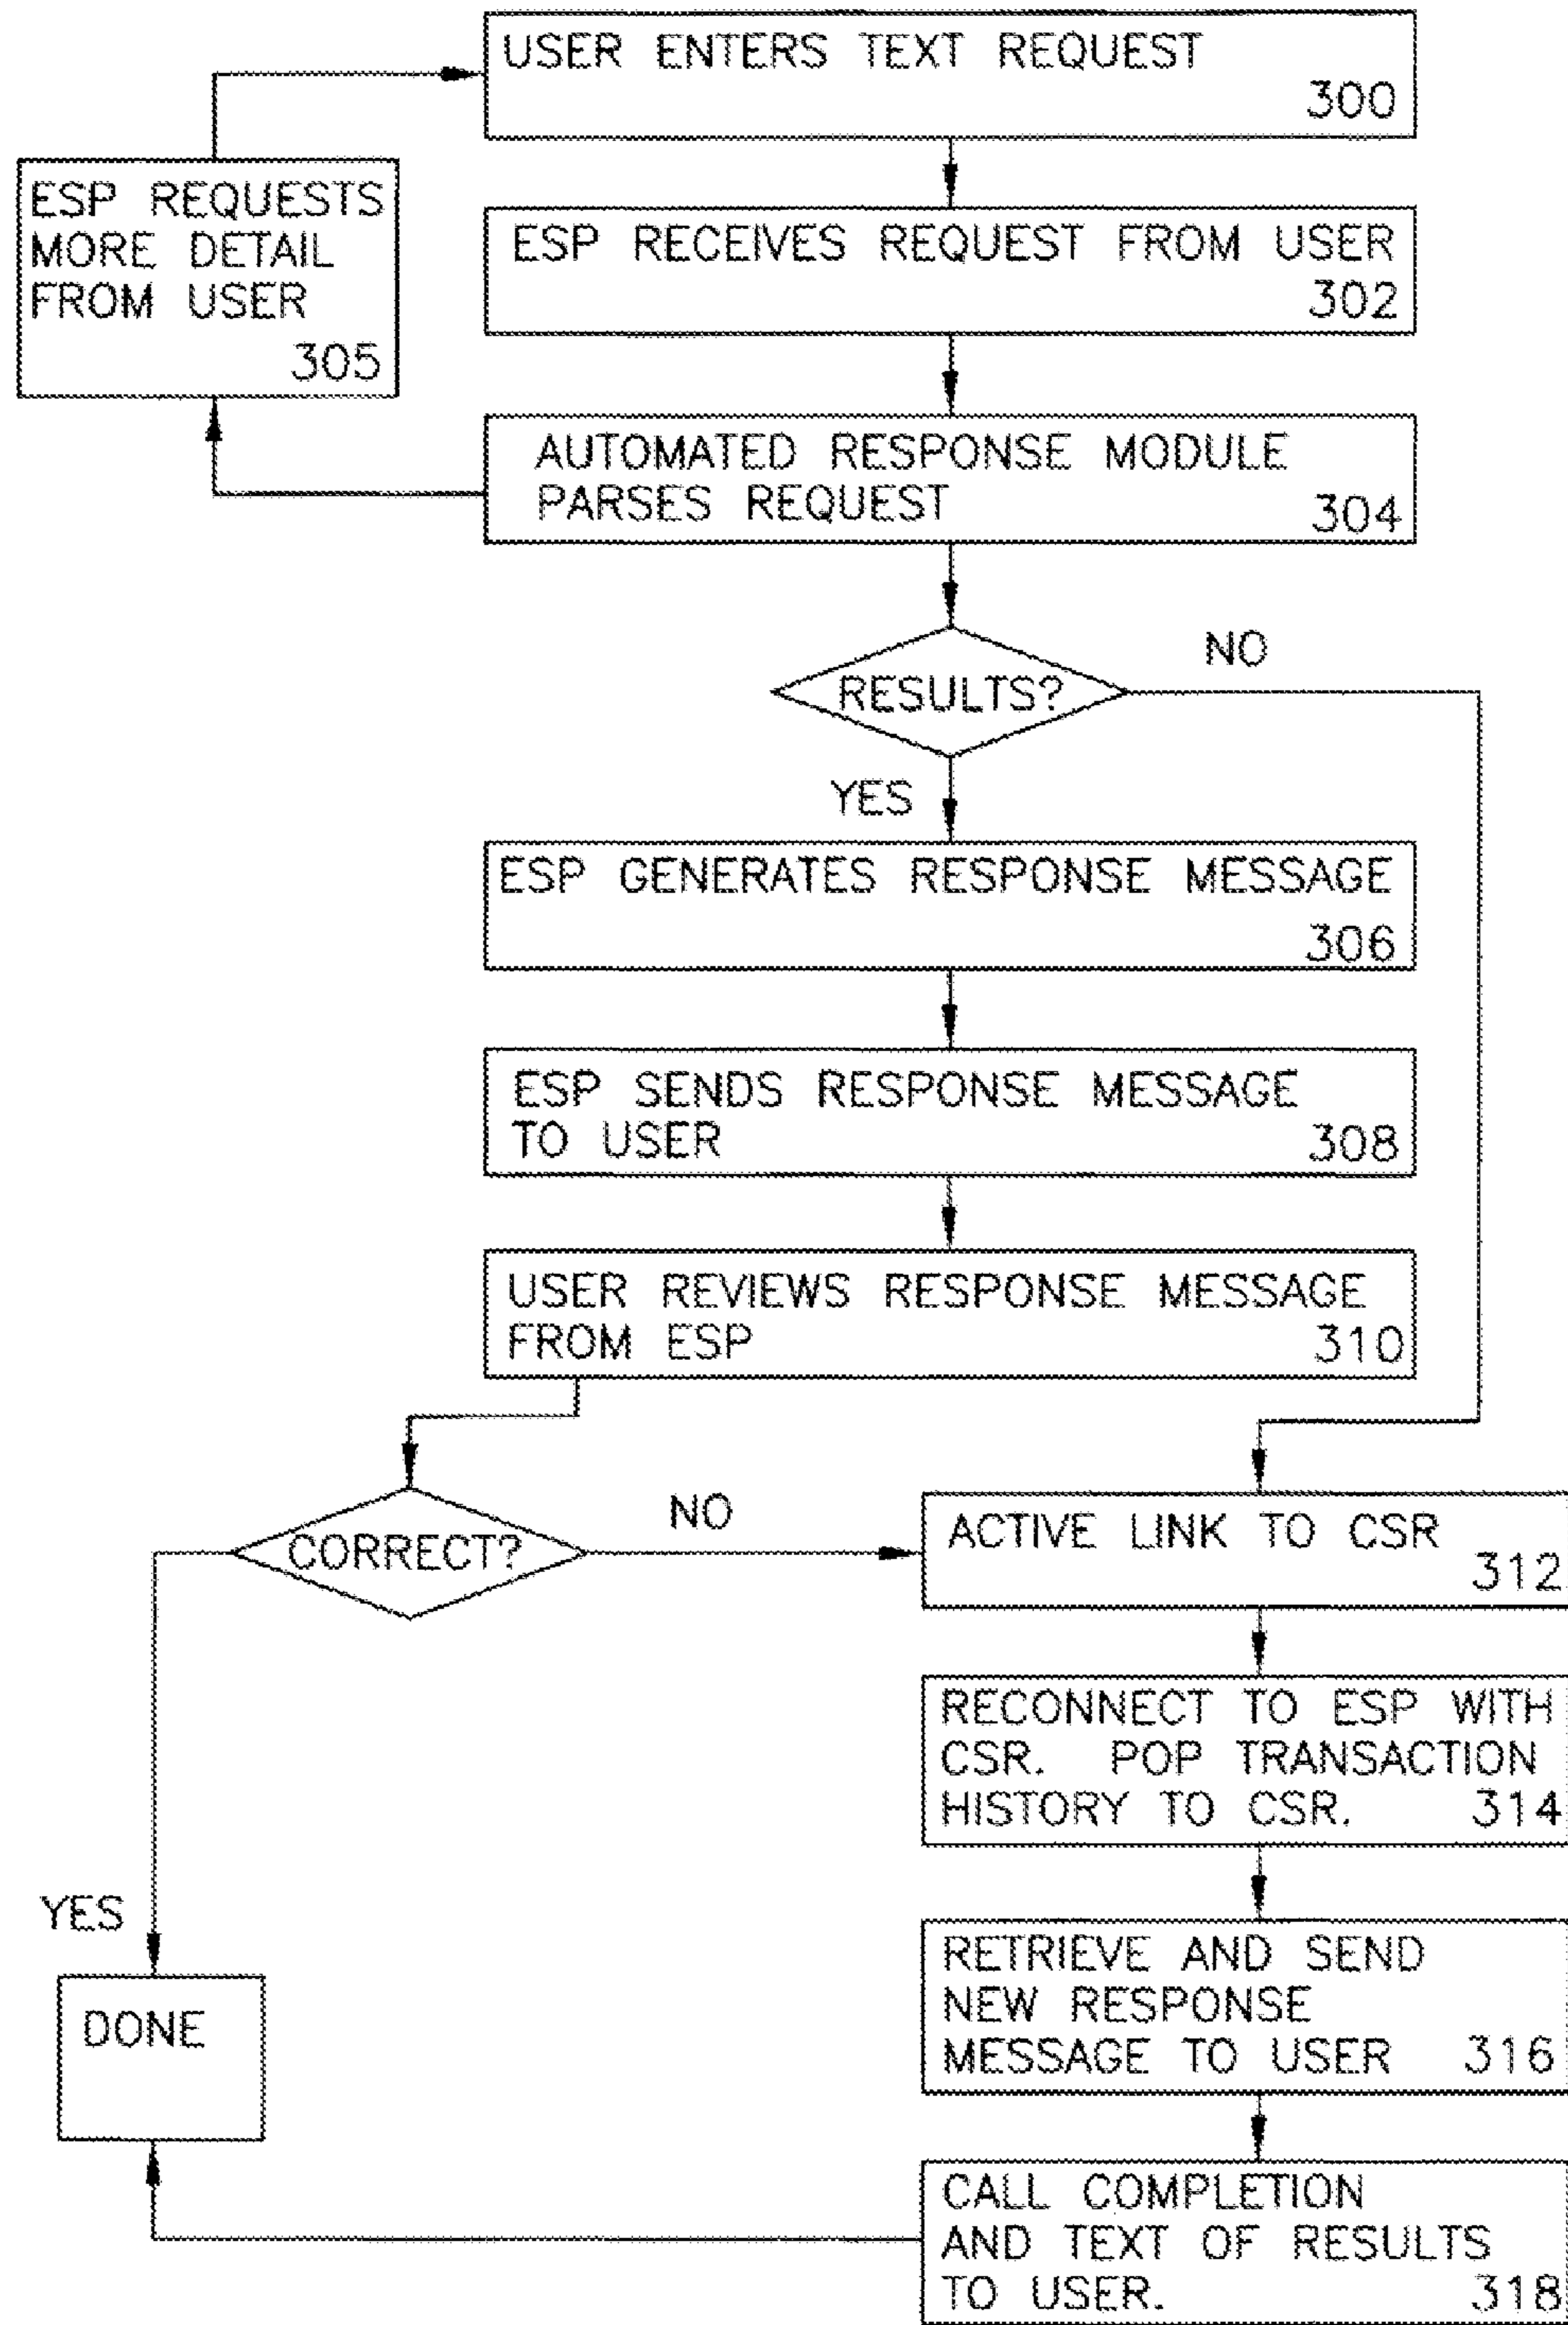 USER ENTERS TEXT REQUEST
300
ESP REQUESTS
MORE DETAIL
FROM USER
305
ESP RECEIVES REQUEST FROM USER
302
AUTOMATED RESPONSE MODULE
PARSES REQUEST 304
RESULTS?
NO
YES
ESP GENERATES RESPONSE MESSAGE
306
ESP SENDS RESPONSE MESSAGE
TO USER 308
USER REVIEWS RESPONSE MESSAGE
FROM ESP 310
CORRECT?
NO
ACTIVE LINK TO CSR
312
RECONNECT TO ESP WITH
CSR. POP TRANSACTION
HISTORY TO CSR. 314
YES
RETRIEVE AND SEND
NEW RESPONSE
MESSAGE TO USER 316
DONE
CALL COMPLETION
AND TEXT OF RESULTS
TO USER. 318